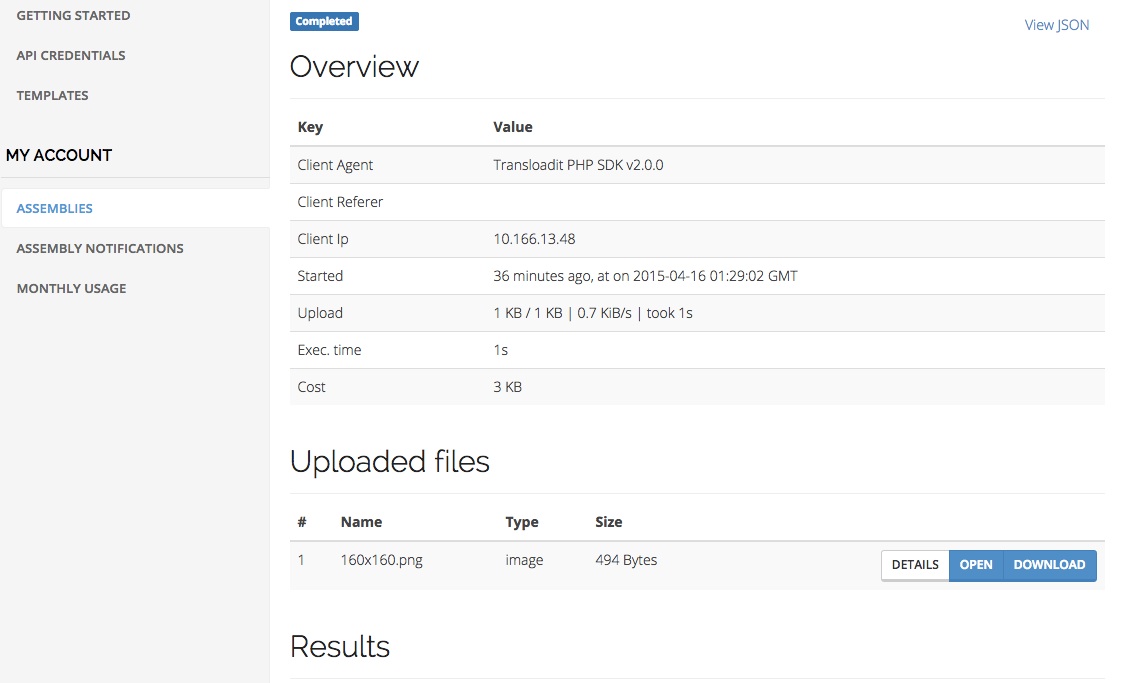 GETTING STARTED
API CREDENTIALS
TEMPLATES
MY ACCOUNT
ASSEMBLIES
ASSEMBLY NOTIFICATIONS
MONTHLY USAGE
Completed
View JSON
Overview
Key Value
Client Agent Transloadit PHP SDK v2.0.0
Client Referer
Client Ip 10.166.13.48
Started 36 minutes ago, at on 2015-04-16 01:29:02 GMT
Upload 1 KB / 1 KB | 0.7 KiB/s | took 1s
Exec. time 1s
Cost 3 KB
Uploaded files
# Name Type Size
1 160x160.png image 494 Bytes DETAILS OPEN DOWNLOAD
Results